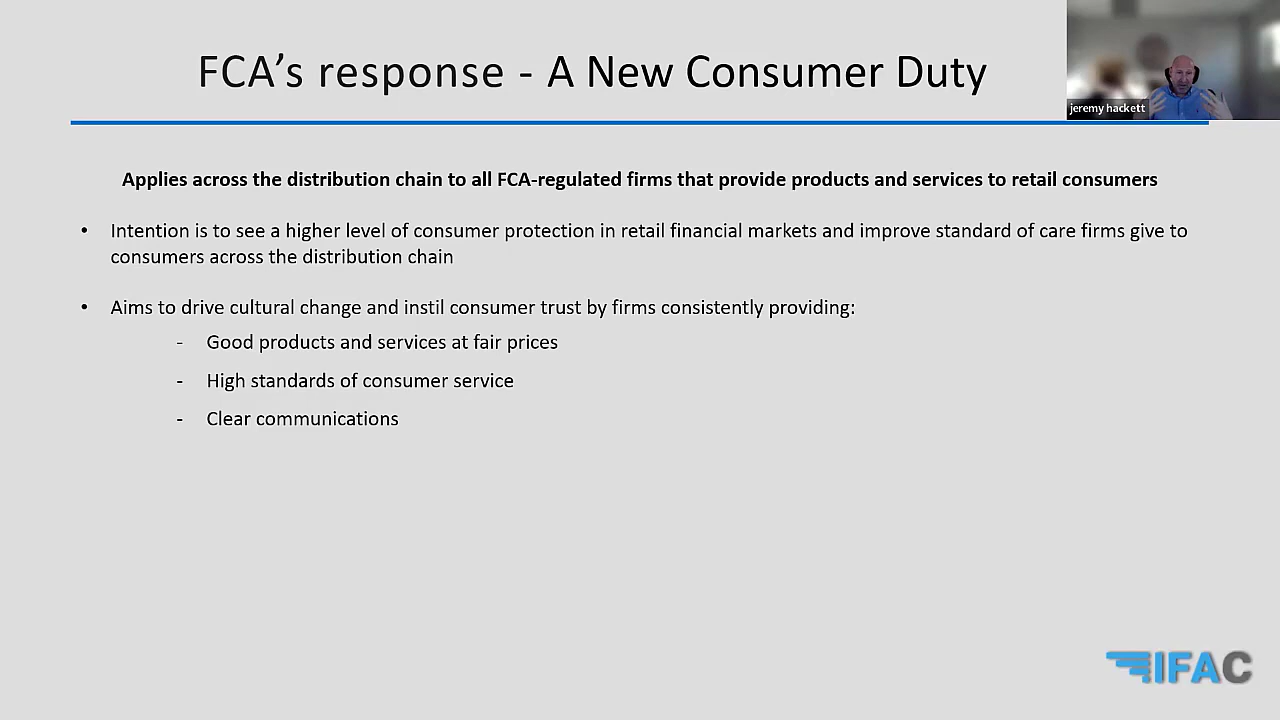 FCA's response - A New Consumer Duty
jeremy hackett
Applies across the distribution chain to all FCA-regulated firms that provide products and services to retail consumers
• Intention is to see a higher level of consumer protection in retail financial markets and improve standard of care firms give to
consumers across the distribution chain
• Aims to drive cultural change and instil consumer trust by firms consistently providing:
- Good products and services at fair prices
- High standards of consumer service
- Clear communications
IFAC